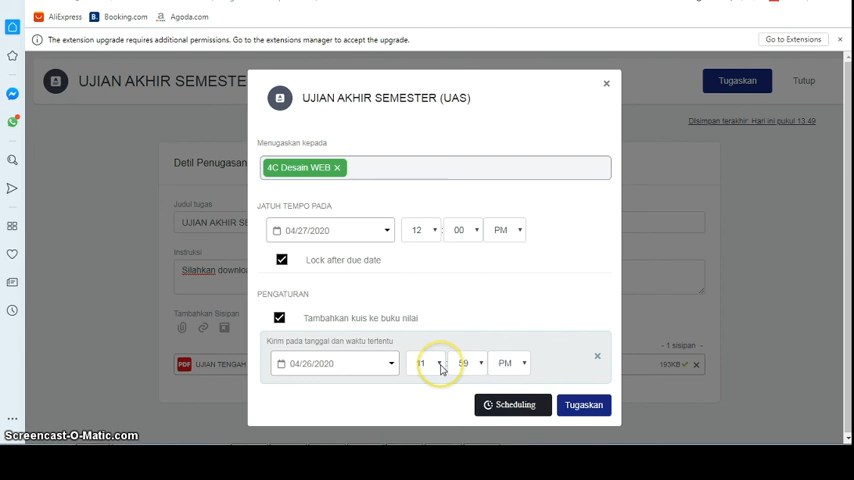 AliExpress Booking.com Agoda.com
The extension upgrade requires additional permissions. Go to the extensions manager to accept the upgrade. Go to Extensions
UJIAN AKHIR SEMESTE Tugaskan Tutup
UJIAN AKHIR SEMESTER (UAS)
Disimpan terakhir: Hari ini pukul 13.49
Menugaskan kepada
Detil Penugasan
4C Desain WEB
Judul tugas
JATUH TEMPO PADA
UJIAN AKHIR SE
04/27/2020 12 : 00 PM
Instruksi
Lock after due date
Silahkan downloa
PENGATURAN
Tambahkan Sisipan
Tambahkan kuis ke buku nilai
Kirim pada tanggal dan waktu tertentu
- 1 sisipan -
PDF UJIAN TENGAH 04/26/2020 11 : 59 PM 193KB
Scheduling Tugaskan
Screencast-O-Matic.com